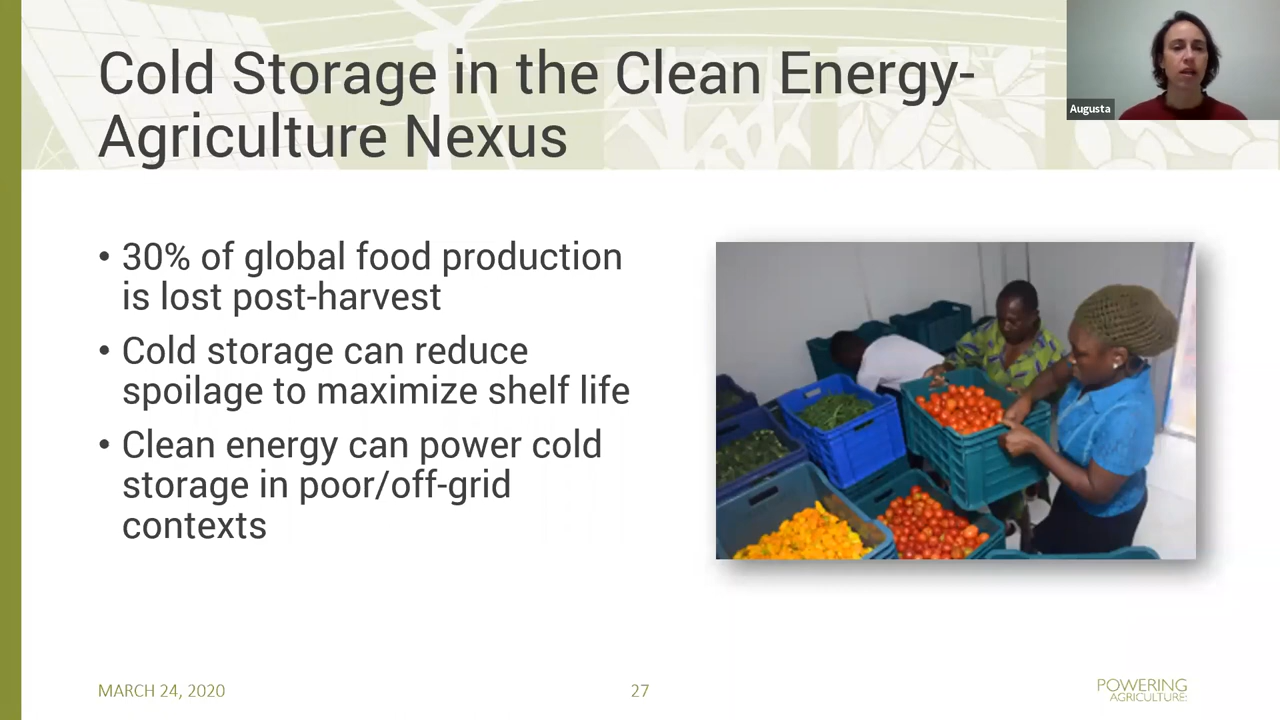 Cold Storage in the Clean Energy-
Agriculture Nexus
Augusta
• 30% of global food production
is lost post-harvest
• Cold storage can reduce
spoilage to maximize shelf life
• Clean energy can power cold
storage in poor/off-grid
contexts
MARCH 24, 2020
27
POWERING
AGRICULTURE: